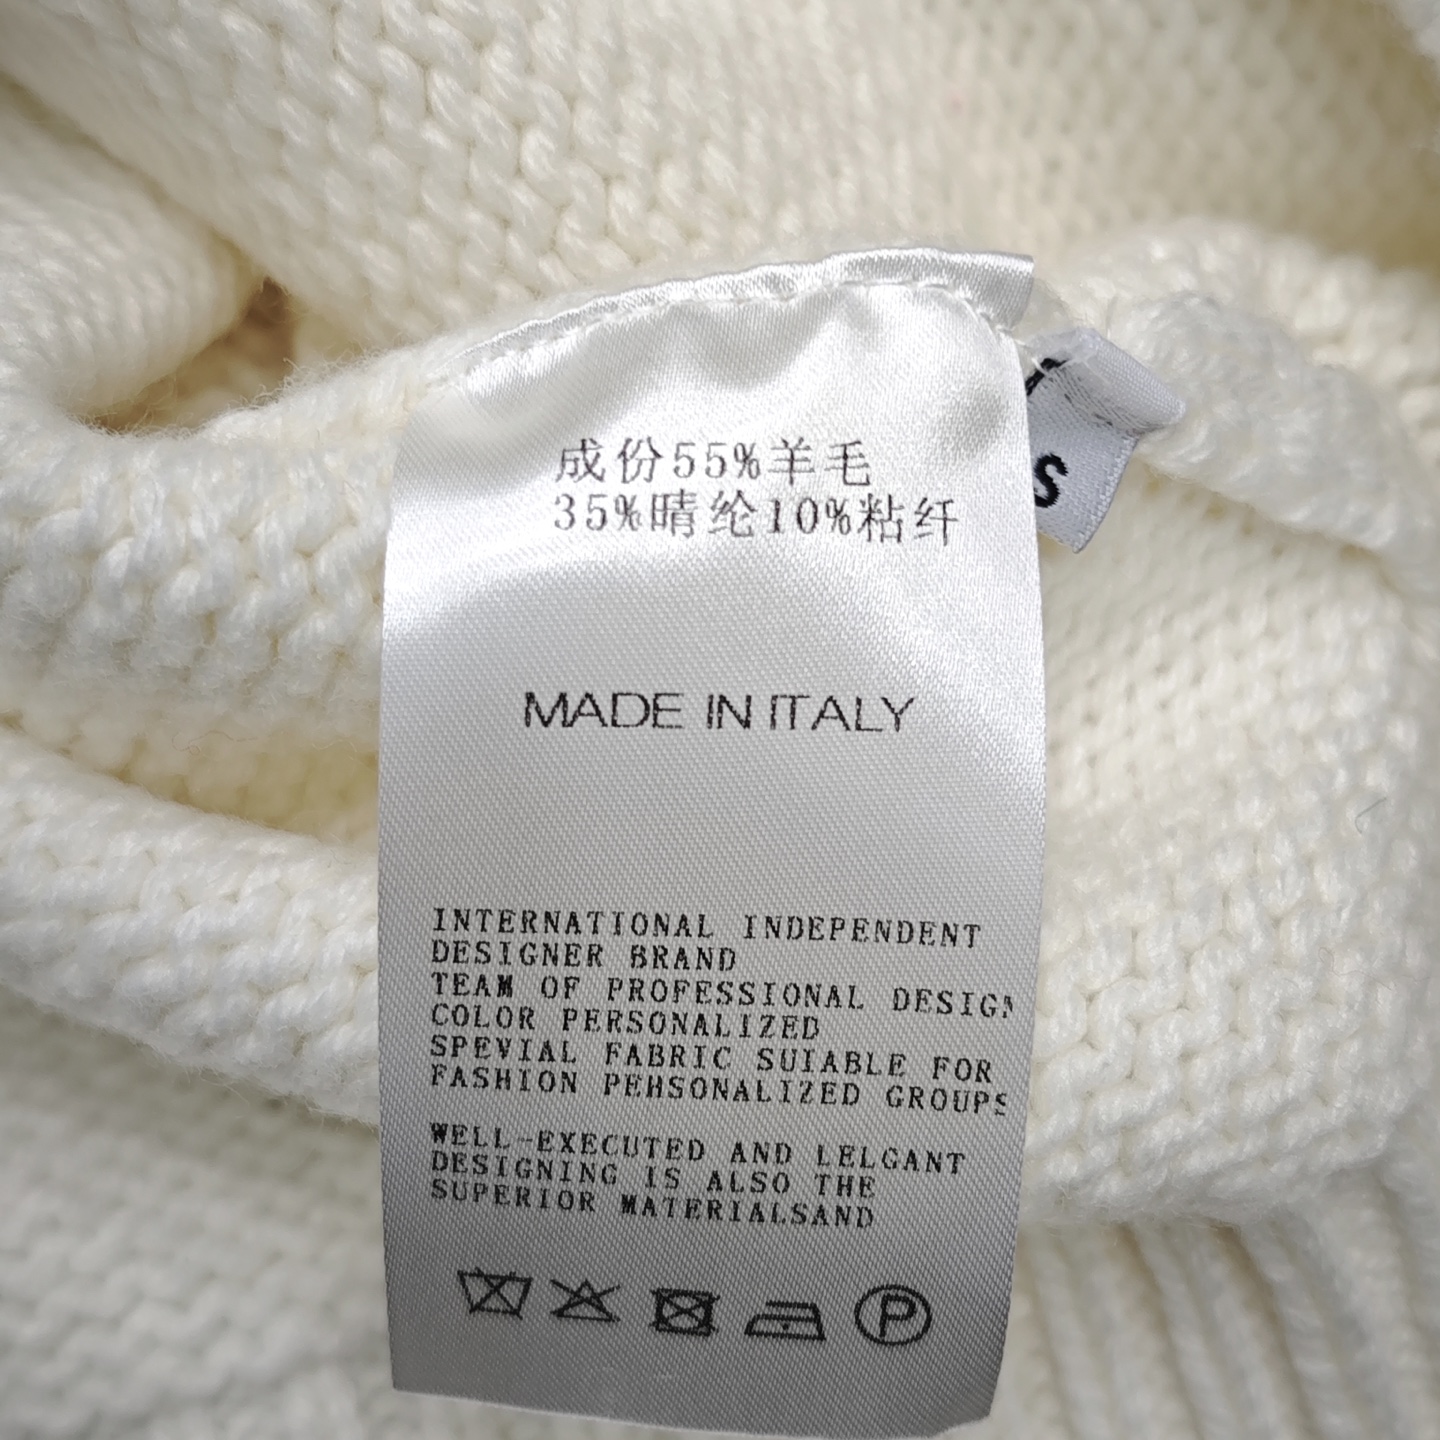 成份55%羊毛
35%晴纶10%粘纤
S
MADE IN ITALY
INTERNATIONAL INDEPENDENT
DESIGNER BRAND
TEAM OF PROFESSIONAL DESIGN
COLOR PERSONALIZED
SPEVIAL FABRIC SUIABLE FOR
FASHION PEHSONALIZED GROUPS
WELL-EXECUTED AND LELGANT
DESIGNING IS ALSO THE
SUPERIOR MATERIALSAND
P